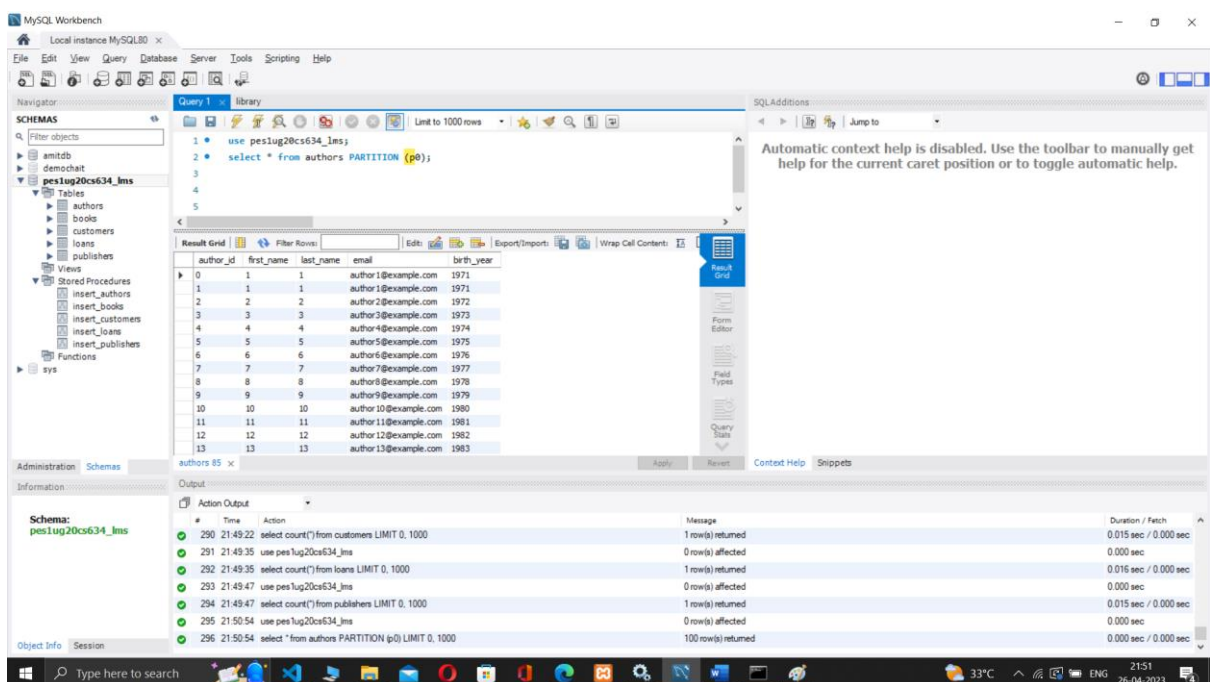 MySQL Workbench
Local instance MySQL80 ×
File Edit View Query Database Server Tools Scripting Help
Navigator
SCHEMAS
Filter objects
amitdb
demochait
pes1ug20cs634_lms
Tables
authors
books
customers
loans
publishers
Views
Stored Procedures
insert_authors
insert_books
insert_customers
insert_loans
insert_publishers
Functions
sys
Administration Schemas
Information
Schema:
pes1ug20cs634_lms
Object Info Session
Query 1 × library
Limit to 1000 rows
1 use pes1ug20cs634_lms;
2 select * from authors PARTITION (p0);
3
4
5
Result Grid Filter Rows: Edit: Export/Import: Wrap Cell Content:
author_id first_name last_name email birth_year
0 1 1 author1@example.com 1971
1 1 1 author1@example.com 1971
2 2 2 author2@example.com 1972
3 3 3 author3@example.com 1973
4 4 4 author4@example.com 1974
5 5 5 author5@example.com 1975
6 6 6 author6@example.com 1976
7 7 7 author7@example.com 1977
8 8 8 author8@example.com 1978
9 9 9 author9@example.com 1979
10 10 10 author10@example.com 1980
11 11 11 author11@example.com 1981
12 12 12 author12@example.com 1982
13 13 13 author13@example.com 1983
Result Grid
Form Editor
Field Types
Query Stats
authors 85 × Apply Revert
SQLAdditions
Jump to
Automatic context help is disabled. Use the toolbar to manually get
help for the current caret position or to toggle automatic help.
Context Help Snippets
Output
Action Output
# Time Action Message Duration / Fetch
290 21:49:22 select count(*) from customers LIMIT 0, 1000 1 row(s) returned 0.015 sec / 0.000 sec
291 21:49:35 use pes1ug20cs634_lms 0 row(s) affected 0.000 sec
292 21:49:35 select count(*) from loans LIMIT 0, 1000 1 row(s) returned 0.016 sec / 0.000 sec
293 21:49:47 use pes1ug20cs634_lms 0 row(s) affected 0.000 sec
294 21:49:47 select count(*) from publishers LIMIT 0, 1000 1 row(s) returned 0.015 sec / 0.000 sec
295 21:50:54 use pes1ug20cs634_lms 0 row(s) affected 0.000 sec
296 21:50:54 select * from authors PARTITION (p0) LIMIT 0, 1000 100 row(s) returned 0.000 sec / 0.000 sec
Type here to search
33°C ENG 21:51
26-04-2023